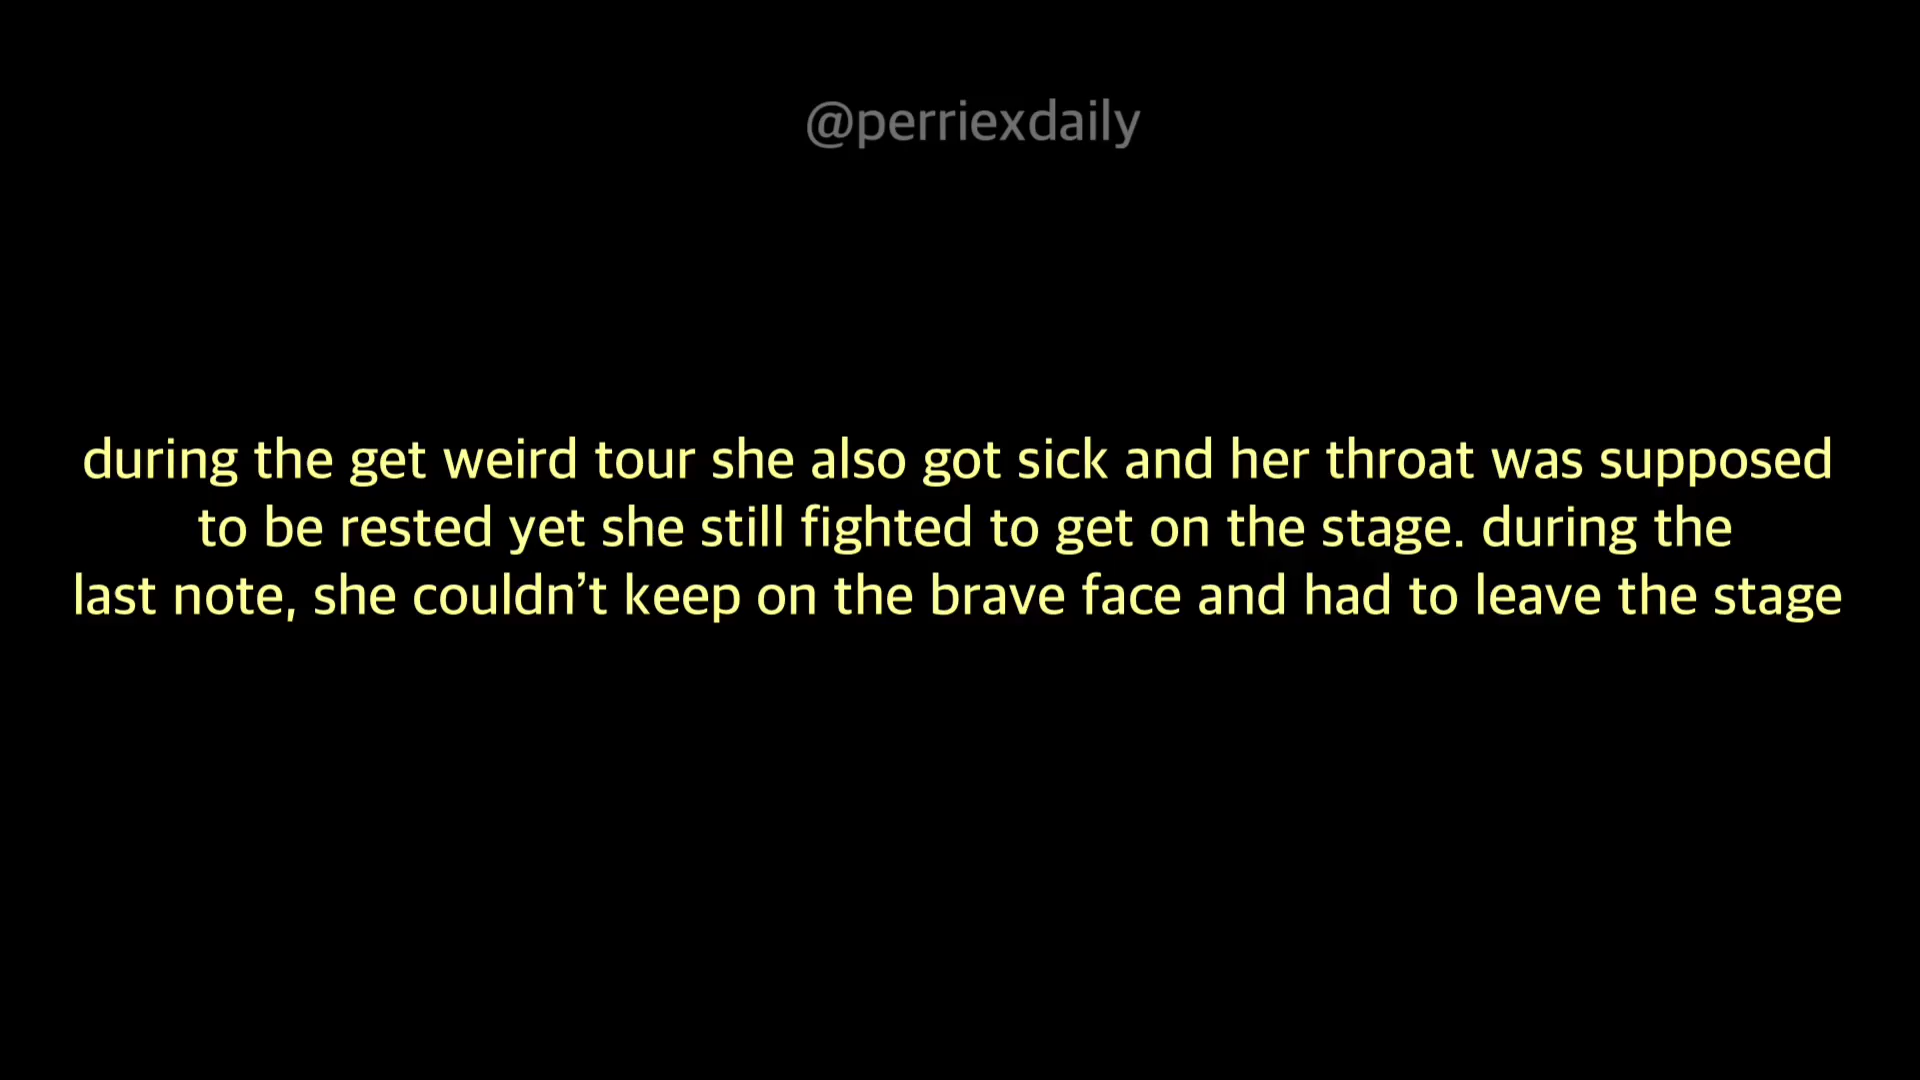 @perriexdaily
during the get weird tour she also got sick and her throat was supposed
to be rested yet she still fighted to get on the stage. during the
last note, she couldn’t keep on the brave face and had to leave the stage